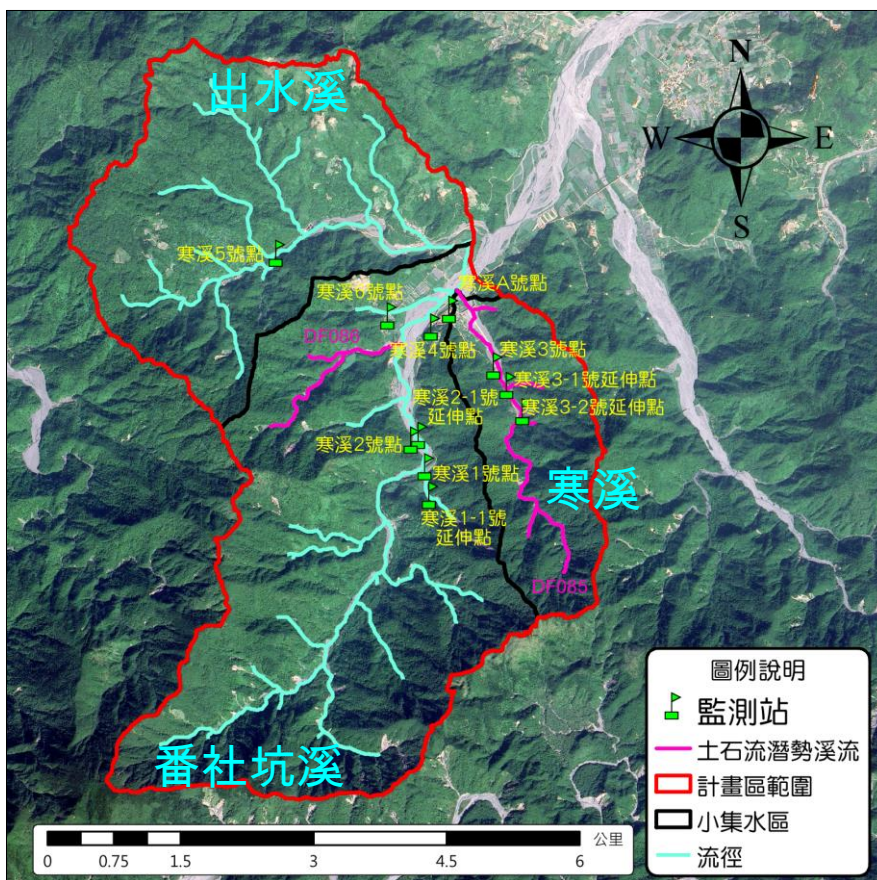 出水溪
N
W
E
S
寒溪5號點
寒溪6號點
寒溪A號點
DF086
寒溪4號點
寒溪3號點
寒溪3-1號延伸點
寒溪2-1號
延伸點
寒溪3-2號延伸點
寒溪2號點
寒溪1號點
寒溪
寒溪1-1號
延伸點
DF085
番社坑溪
圖例說明
監測站
土石流潛勢溪流
計畫區範圍
小集水區
流徑
公里
0 0.75 1.5 3 4.5 6